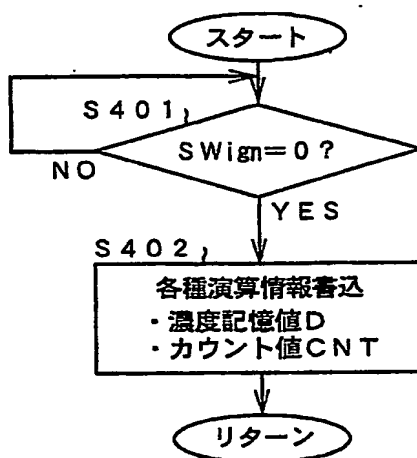 スタート
S401
SWign=0?
NO
YES
S402
各種演算情報書込
・濃度記憶値D
・カウント値CNT
リターン